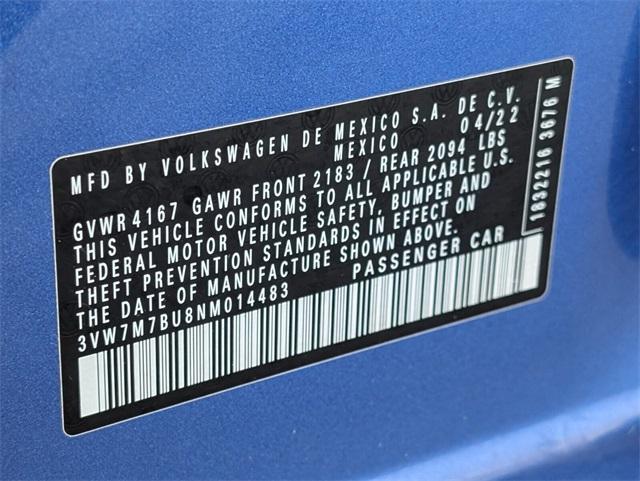 MFD BY VOLKSWAGEN DE MEXICO S.A. DE C.V.
MEXICO 04/22
GVWR 4167 GAWR FRONT 2183 / REAR 2094 LBS
THIS VEHICLE CONFORMS TO ALL APPLICABLE U.S.
FEDERAL MOTOR VEHICLE SAFETY, BUMPER AND
THEFT PREVENTION STANDARDS IN EFFECT ON
THE DATE OF MANUFACTURE SHOWN ABOVE.
3VW7M7BU8NM014483 PASSENGER CAR
1832216 3676 M